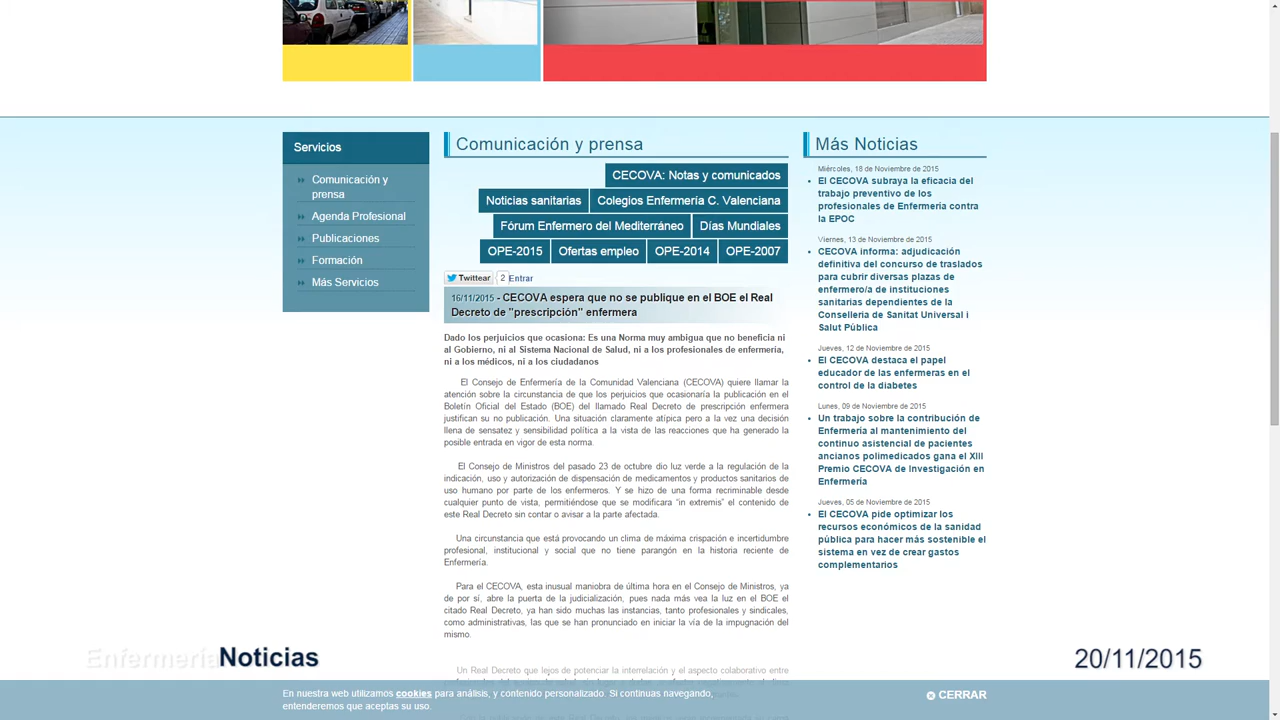 Servicios
Comunicación y
prensa
Agenda Profesional
Publicaciones
Formación
Más Servicios
Comunicación y prensa
CECOVA: Notas y comunicados
Noticias sanitarias
Colegios Enfermería C. Valenciana
Fórum Enfermero del Mediterráneo
Días Mundiales
OPE-2015
Ofertas empleo
OPE-2014
OPE-2007
Twittear
2
Entrar
16/11/2015 - CECOVA espera que no se publique en el BOE el Real
Decreto de "prescripción" enfermera
Dado los perjuicios que ocasiona: Es una Norma muy ambigua que no beneficia ni
al Gobierno, ni al Sistema Nacional de Salud, ni a los profesionales de enfermería,
ni a los médicos, ni a los ciudadanos
El Consejo de Enfermería de la Comunidad Valenciana (CECOVA) quiere llamar la
atención sobre la circunstancia de que los perjuicios que ocasionaría la publicación en el
Boletín Oficial del Estado (BOE) del llamado Real Decreto de prescripción enfermera
justifican su no publicación. Una situación claramente atípica pero a la vez una decisión
llena de sensatez y sensibilidad política a la vista de las reacciones que ha generado la
posible entrada en vigor de esta norma.
El Consejo de Ministros del pasado 23 de octubre dio luz verde a la regulación de la
indicación, uso y autorización de dispensación de medicamentos y productos sanitarios de
uso humano por parte de los enfermeros. Y se hizo de una forma recriminable desde
cualquier punto de vista, permitiéndose que se modificara “in extremis” el contenido de
este Real Decreto sin contar o avisar a la parte afectada.
Una circunstancia que está provocando un clima de máxima crispación e incertidumbre
profesional, institucional y social que no tiene parangón en la historia reciente de
Enfermería.
Para el CECOVA, esta inusual maniobra de última hora en el Consejo de Ministros, ya
de por sí, abre la puerta de la judicialización, pues nada más vea la luz en el BOE el
citado Real Decreto, ya han sido muchas las instancias, tanto profesionales y sindicales,
como administrativas, las que se han pronunciado en iniciar la vía de la impugnación del
mismo.
Un Real Decreto que lejos de potenciar la interrelación y el aspecto colaborativo entre
Más Noticias
Miércoles, 18 de Noviembre de 2015
El CECOVA subraya la eficacia del
trabajo preventivo de los
profesionales de Enfermería contra
la EPOC
Viernes, 13 de Noviembre de 2015
CECOVA informa: adjudicación
definitiva del concurso de traslados
para cubrir diversas plazas de
enfermero/a de instituciones
sanitarias dependientes de la
Conselleria de Sanitat Universal i
Salut Pública
Jueves, 12 de Noviembre de 2015
El CECOVA destaca el papel
educador de las enfermeras en el
control de la diabetes
Lunes, 09 de Noviembre de 2015
Un trabajo sobre la contribución de
Enfermería al mantenimiento del
continuo asistencial de pacientes
ancianos polimedicados gana el XIII
Premio CECOVA de Investigación en
Enfermería
Jueves, 05 de Noviembre de 2015
El CECOVA pide optimizar los
recursos económicos de la sanidad
pública para hacer más sostenible el
sistema en vez de crear gastos
complementarios
EnfermeriaNoticias
20/11/2015
En nuestra web utilizamos cookies para análisis, y contenido personalizado. Si continuas navegando,
entenderemos que aceptas su uso.
CERRAR